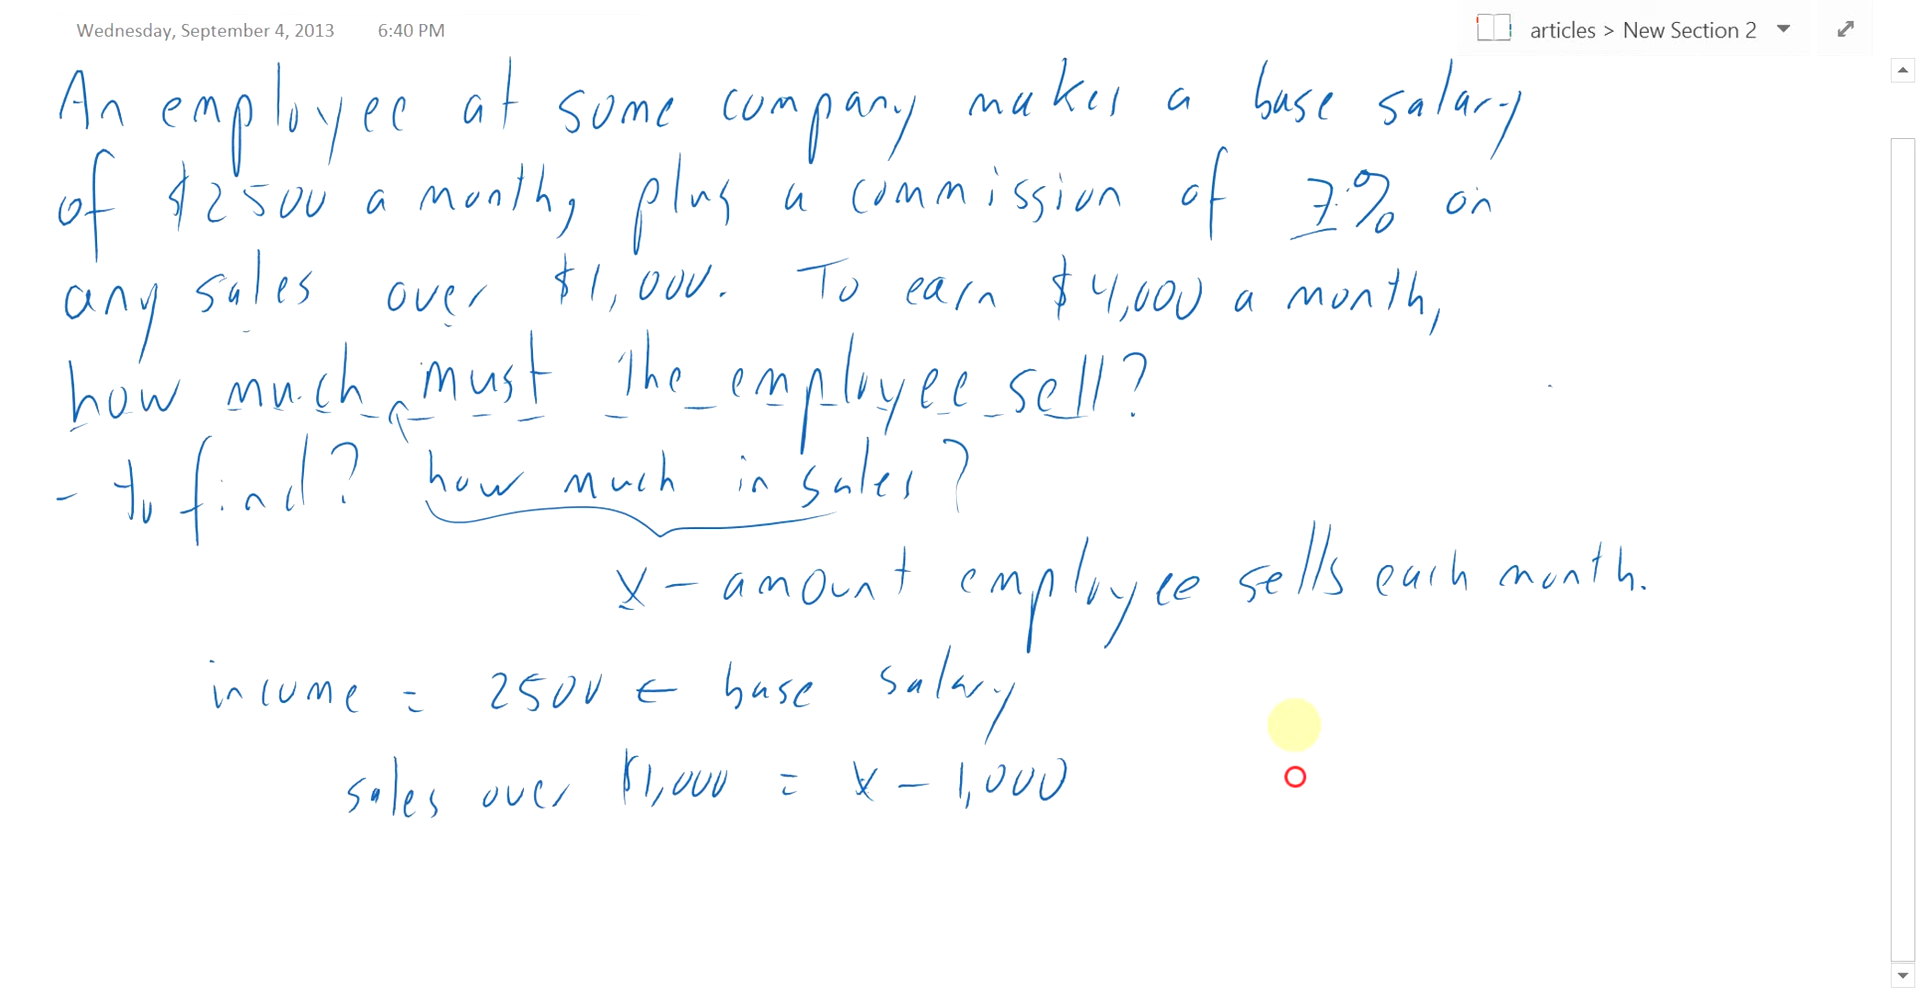 Wednesday, September 4, 2013 6:40 PM
articles > New Section 2
An employee at some company makes a base salary
of $2500 a month, plus a commission of 7% on
any sales over $1,000. To earn $4,000 a month,
how much must the employee sell?
- to find? how much in sales?
x - amount employee sells each month.
income = 2500 ← base salary
sales over $1,000 = x - 1,000